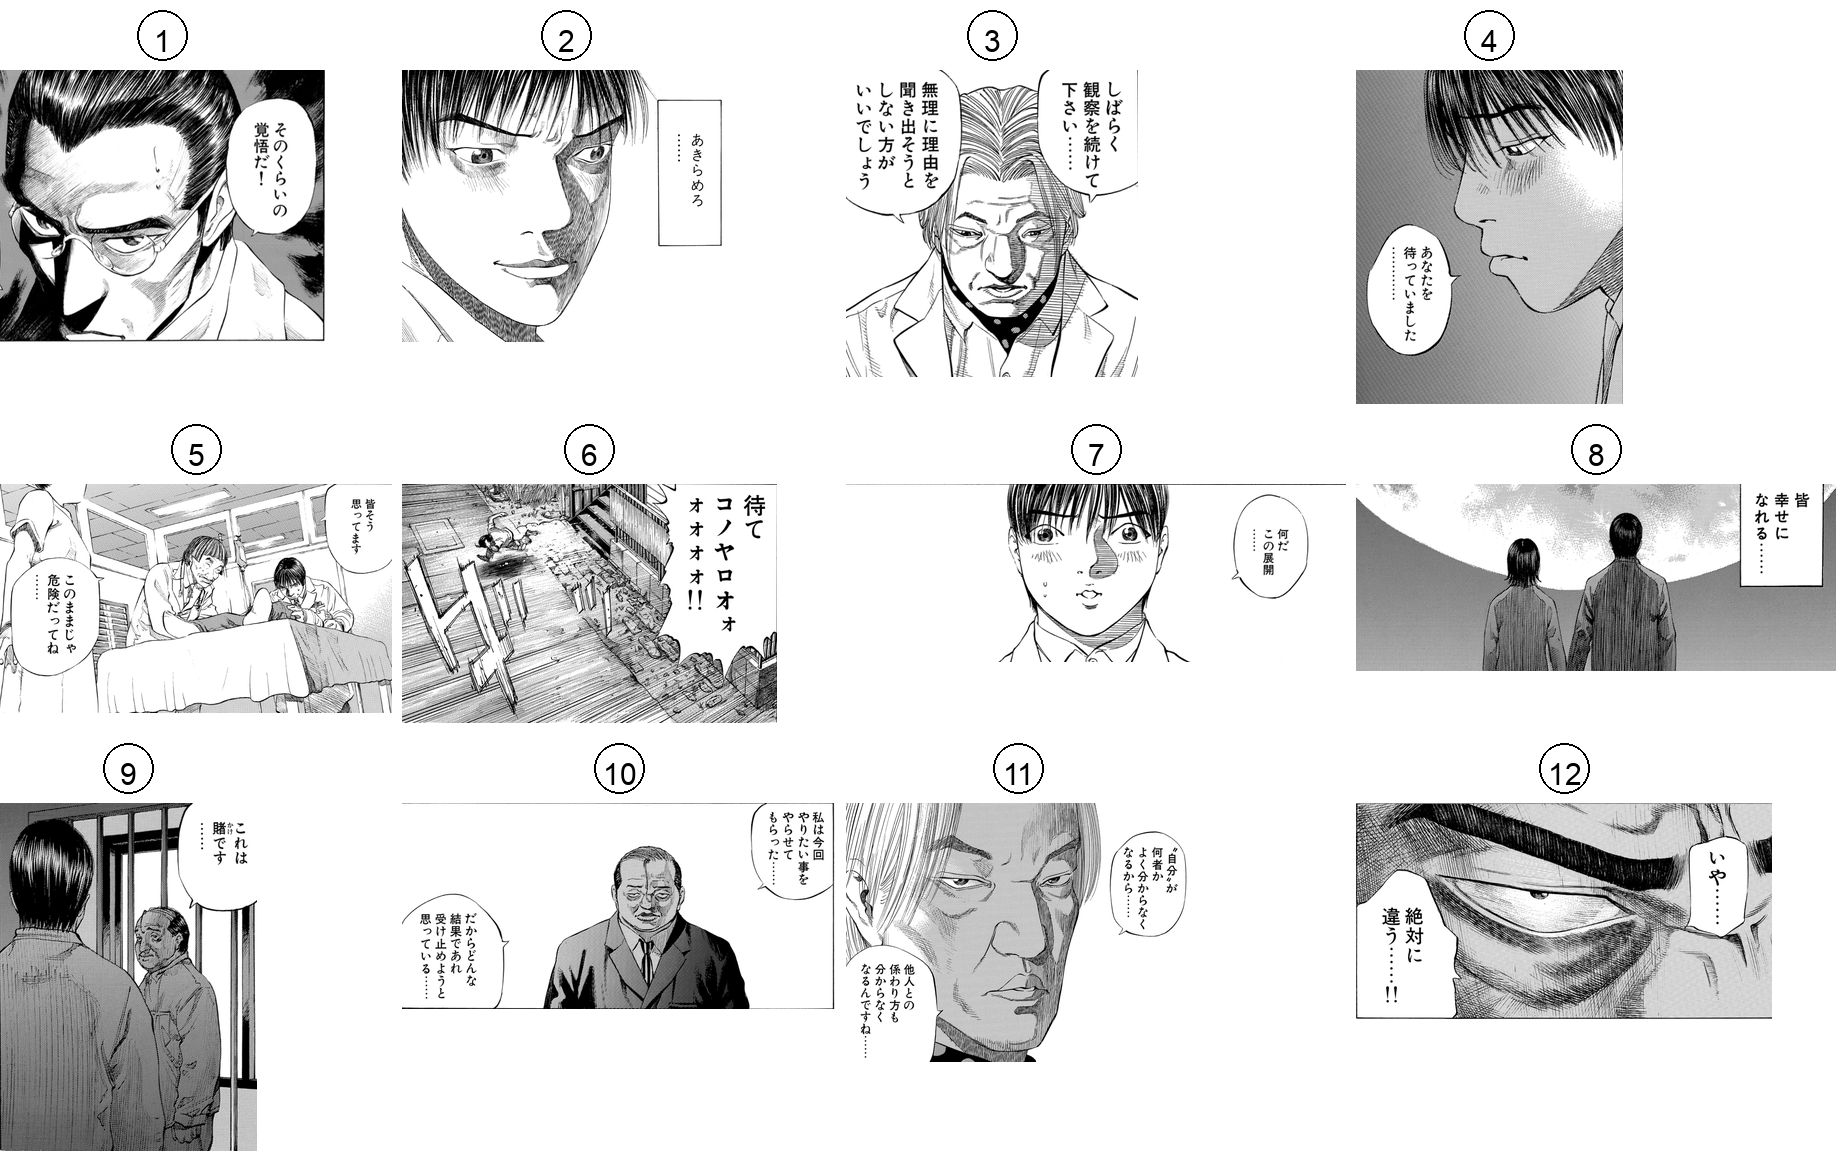 1
そのくらいの
覚悟だ!
2
あきらめろ
……
3
しばらく
観察を続けて
下さい……
無理に理由を
聞き出そうと
しない方が
いいでしょう
4
あなたを
待っていました
…………
5
皆そう
思ってます
このままじゃ
危険だってね
……
6
待て
コノヤロオォ
ォォォォォ!!
ドドドド
7
何だ
この展開
……
8
皆
幸せに
なれる……
9
これは
賭です
かけ
……
10
私は今回
やりたい事を
やらせて
もらった……
だからどんな
結果であれ
受け止めようと
思っている……
11
“自分”が
何者か
よく分からなく
なるから……
他人との
係わり方も
分からなく
なるんですね……
12
いや……
絶対に
違う……!!